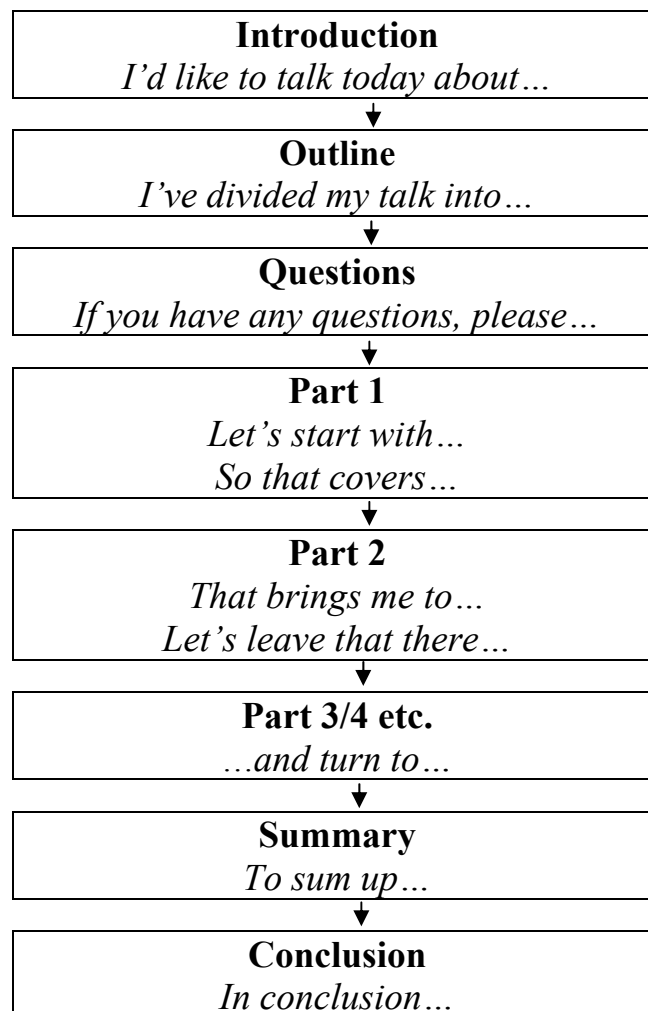 Introduction
I’d like to talk today about…
Outline
I’ve divided my talk into…
Questions
If you have any questions, please…
Part 1
Let’s start with…
So that covers…
Part 2
That brings me to…
Let’s leave that there…
Part 3/4 etc.
…and turn to…
Summary
To sum up…
Conclusion
In conclusion…